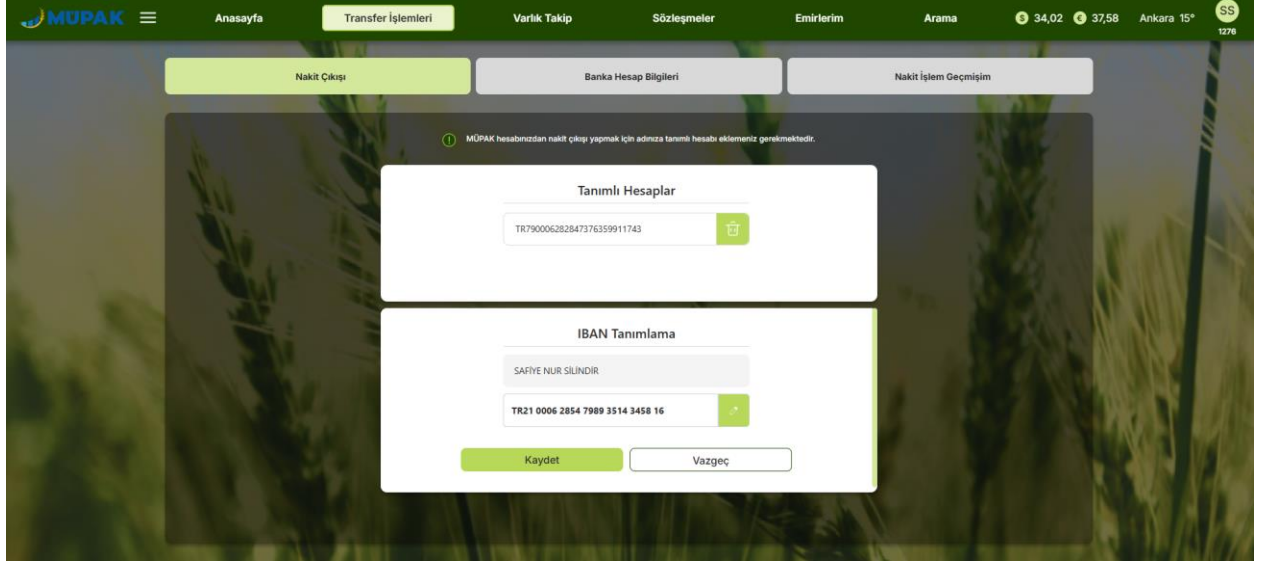 MÜPAK
Anasayfa
Transfer İşlemleri
Varlık Takip
Sözleşmeler
Emirlerim
Arama
$ 34,02 € 37,58
Ankara 15°
SS
1276
Nakit Çıkışı
Banka Hesap Bilgileri
Nakit İşlem Geçmişim
MÜPAK hesabınızdan nakit çıkışı yapmak için adınıza tanımlı hesabı eklemeniz gerekmektedir.
Tanımlı Hesaplar
TR790006282847376359911743
IBAN Tanımlama
SAFİYE NUR SİLİNDİR
TR21 0006 2854 7989 3514 3458 16
Kaydet
Vazgeç